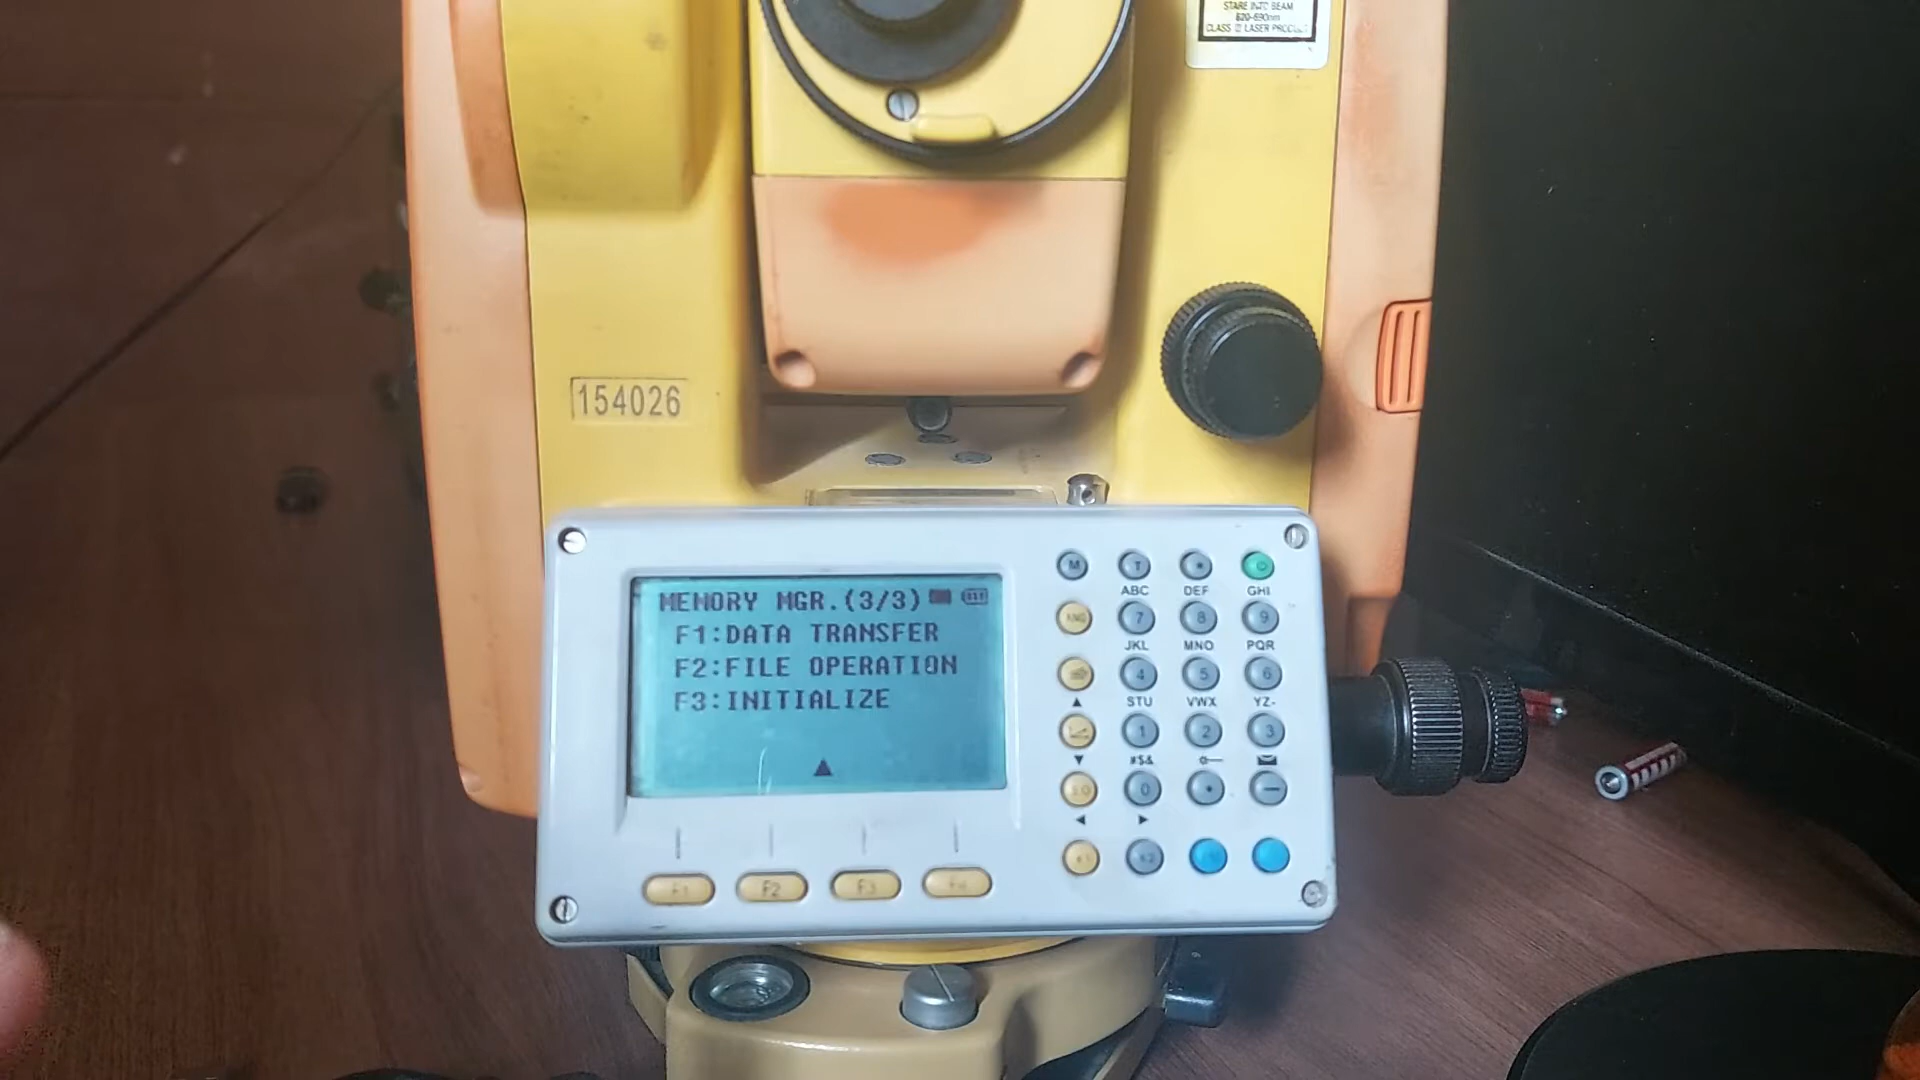 STARE INTO BEAM
620-690nm
CLASS II LASER PRODUCT
154026
MEMORY MGR.(3/3)
F1:DATA TRANSFER
F2:FILE OPERATION
F3:INITIALIZE
▲
M T ★
ABC DEF GHI
ANG 7 8 9
JKL MNO PQR
4 5 6
▲ STU VWX YZ-
1 2 3
▼ #$&
S.O 0 • —
◀ ▶
F1 F2 F3 F4